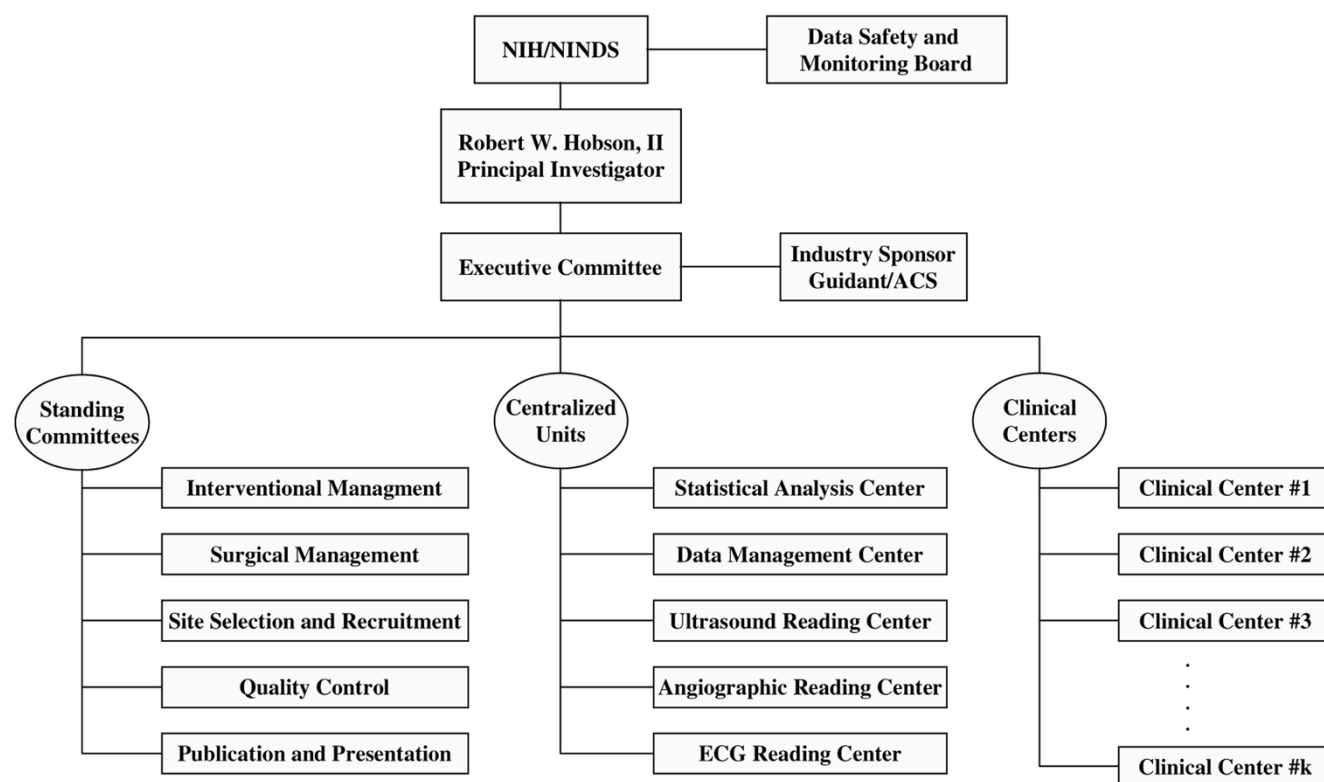 NIH/NINDS
Data Safety and
Monitoring Board
Robert W. Hobson, II
Principal Investigator
Executive Committee
Industry Sponsor
Guidant/ACS
Standing
Committees
Centralized
Units
Clinical
Centers
Interventional Managment
Surgical Management
Site Selection and Recruitment
Quality Control
Publication and Presentation
Statistical Analysis Center
Data Management Center
Ultrasound Reading Center
Angiographic Reading Center
ECG Reading Center
Clinical Center #1
Clinical Center #2
Clinical Center #3
.
.
.
.
Clinical Center #k